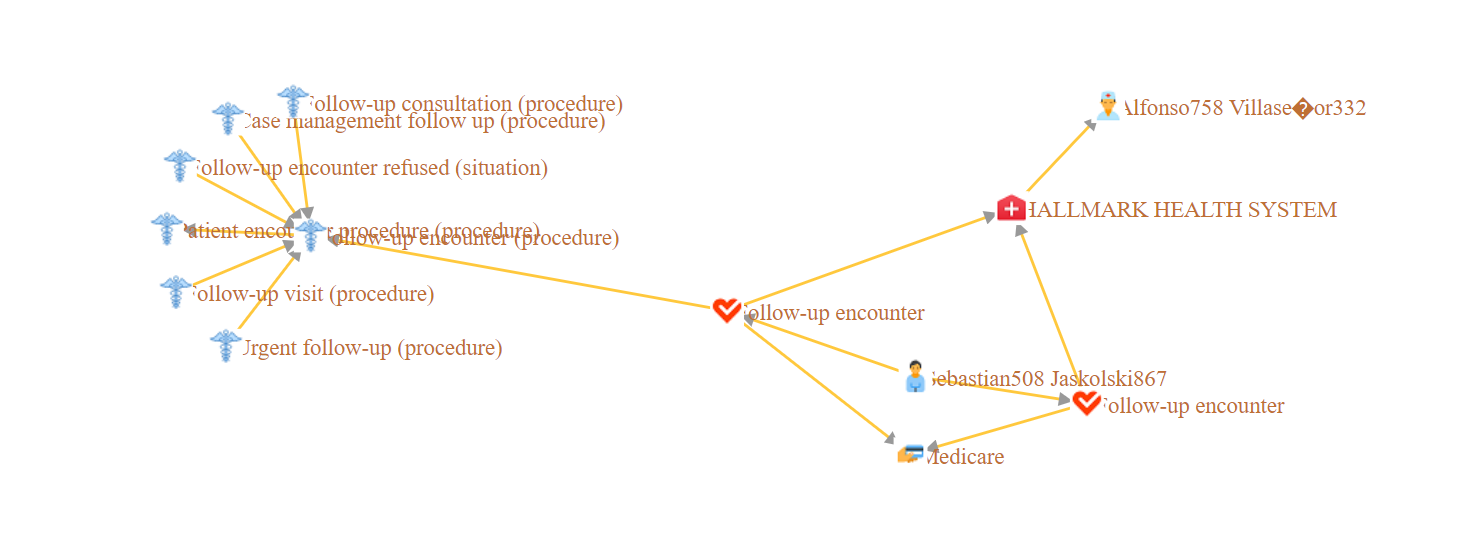 Follow-up consultation (procedure)
Alfonso758 Villase�or332
Case management follow up (procedure)
Follow-up encounter refused (situation)
HALLMARK HEALTH SYSTEM
Patient encounter procedure (procedure)
Follow-up encounter (procedure)
Follow-up visit (procedure)
Follow-up encounter
Urgent follow-up (procedure)
Sebastian508 Jaskolski867
Follow-up encounter
Medicare